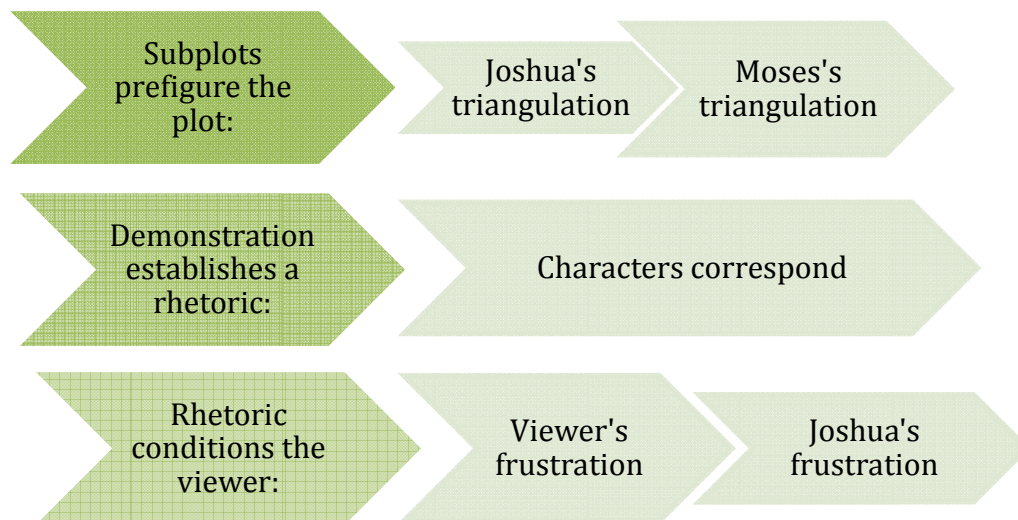 Subplots
prefigure the
plot:
Joshua's
triangulation
Moses's
triangulation
Demonstration
establishes a
rhetoric:
Characters correspond
Rhetoric
conditions the
viewer:
Viewer's
frustration
Joshua's
frustration